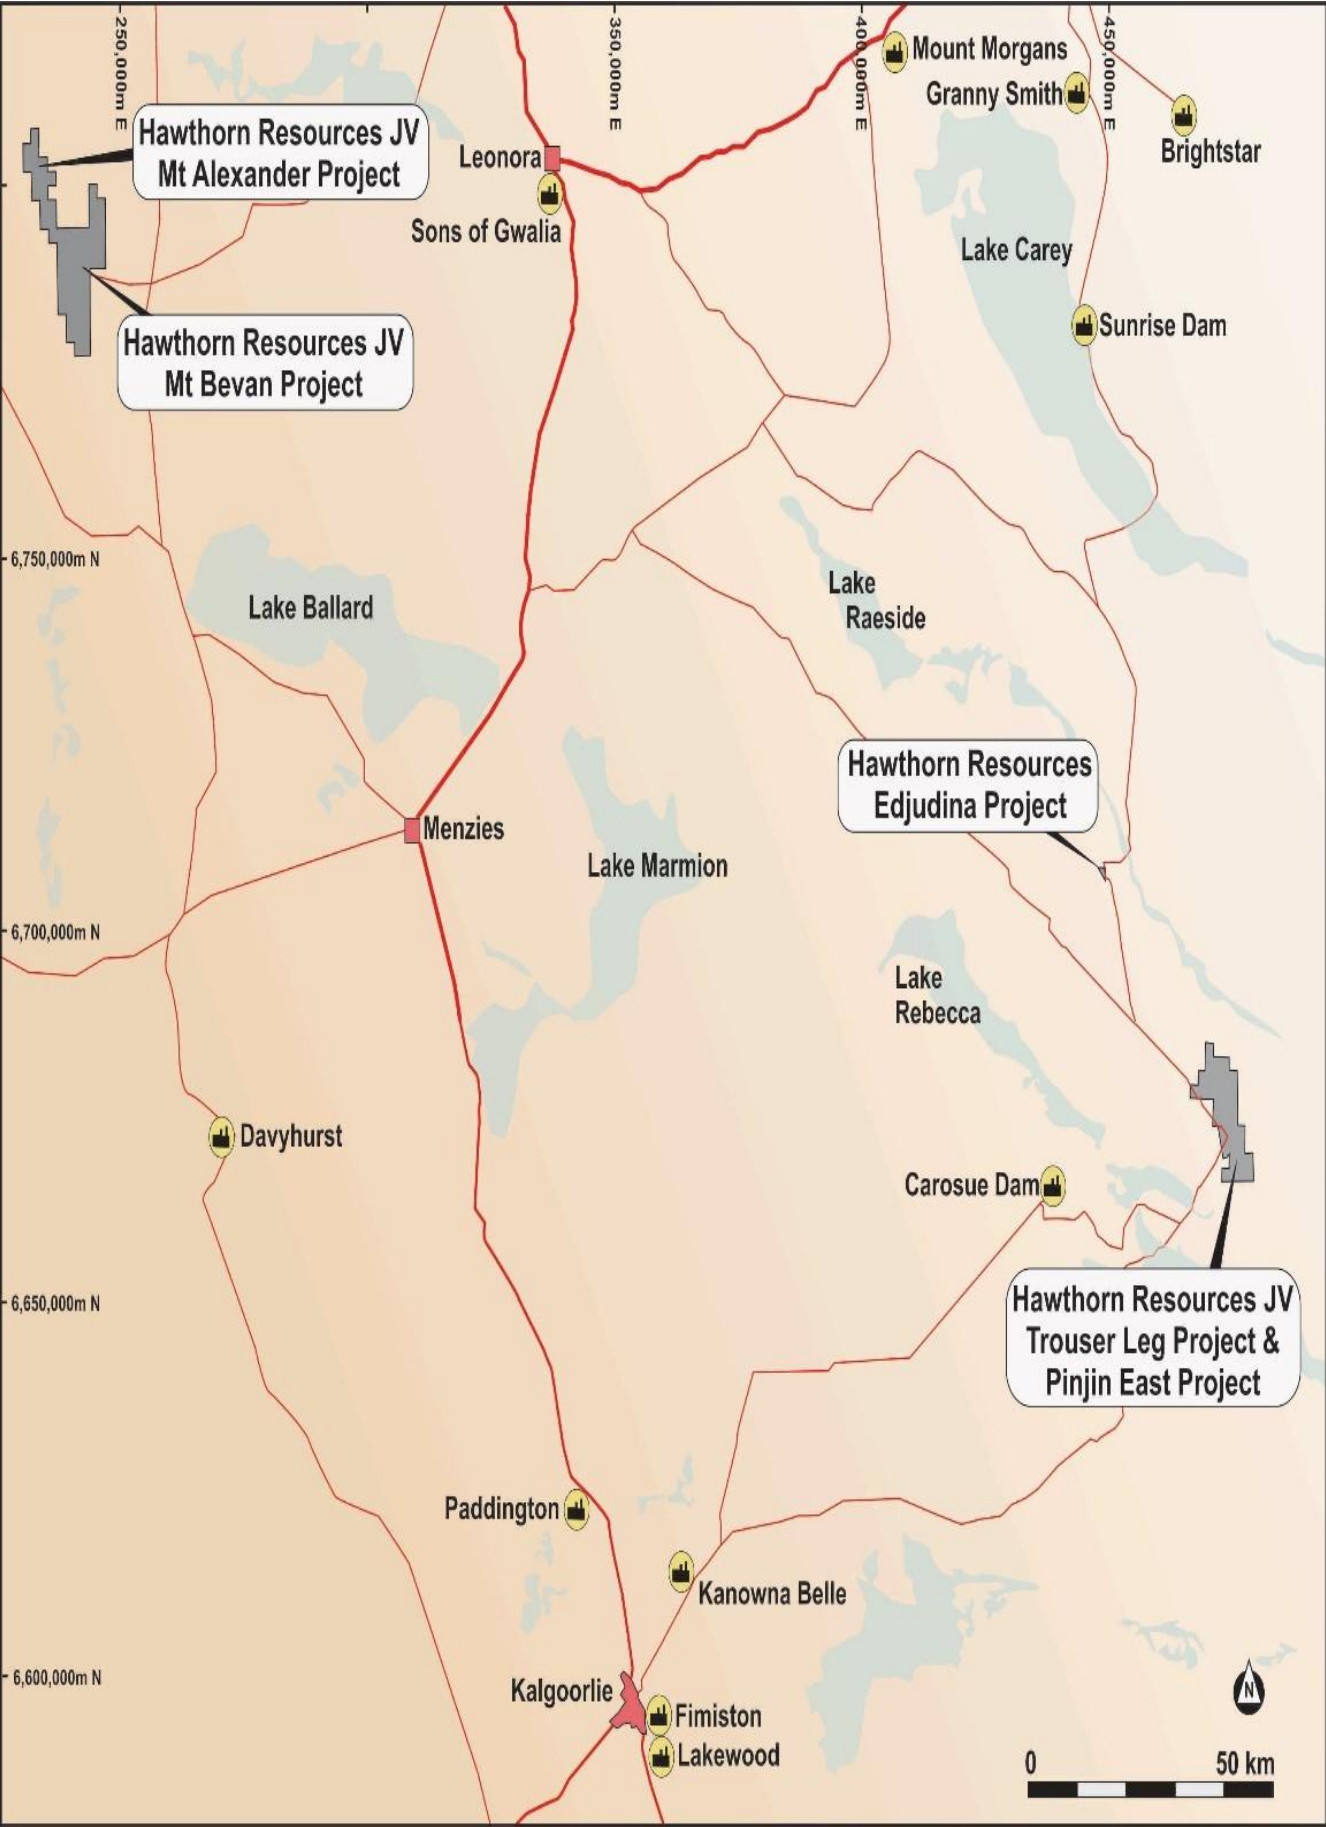 250,000m E
350,000m E
400,000m E
450,000m E
Mount Morgans
Granny Smith
Brightstar
Hawthorn Resources JV
Mt Alexander Project
Leonora
Sons of Gwalia
Lake Carey
Sunrise Dam
Hawthorn Resources JV
Mt Bevan Project
6,750,000m N
Lake Ballard
Lake
Raeside
Hawthorn Resources
Edjudina Project
Menzies
Lake Marmion
6,700,000m N
Lake
Rebecca
Davyhurst
Carosue Dam
6,650,000m N
Hawthorn Resources JV
Trouser Leg Project &
Pinjin East Project
Paddington
Kanowna Belle
6,600,000m N
Kalgoorlie
Fimiston
Lakewood
N
0 50 km